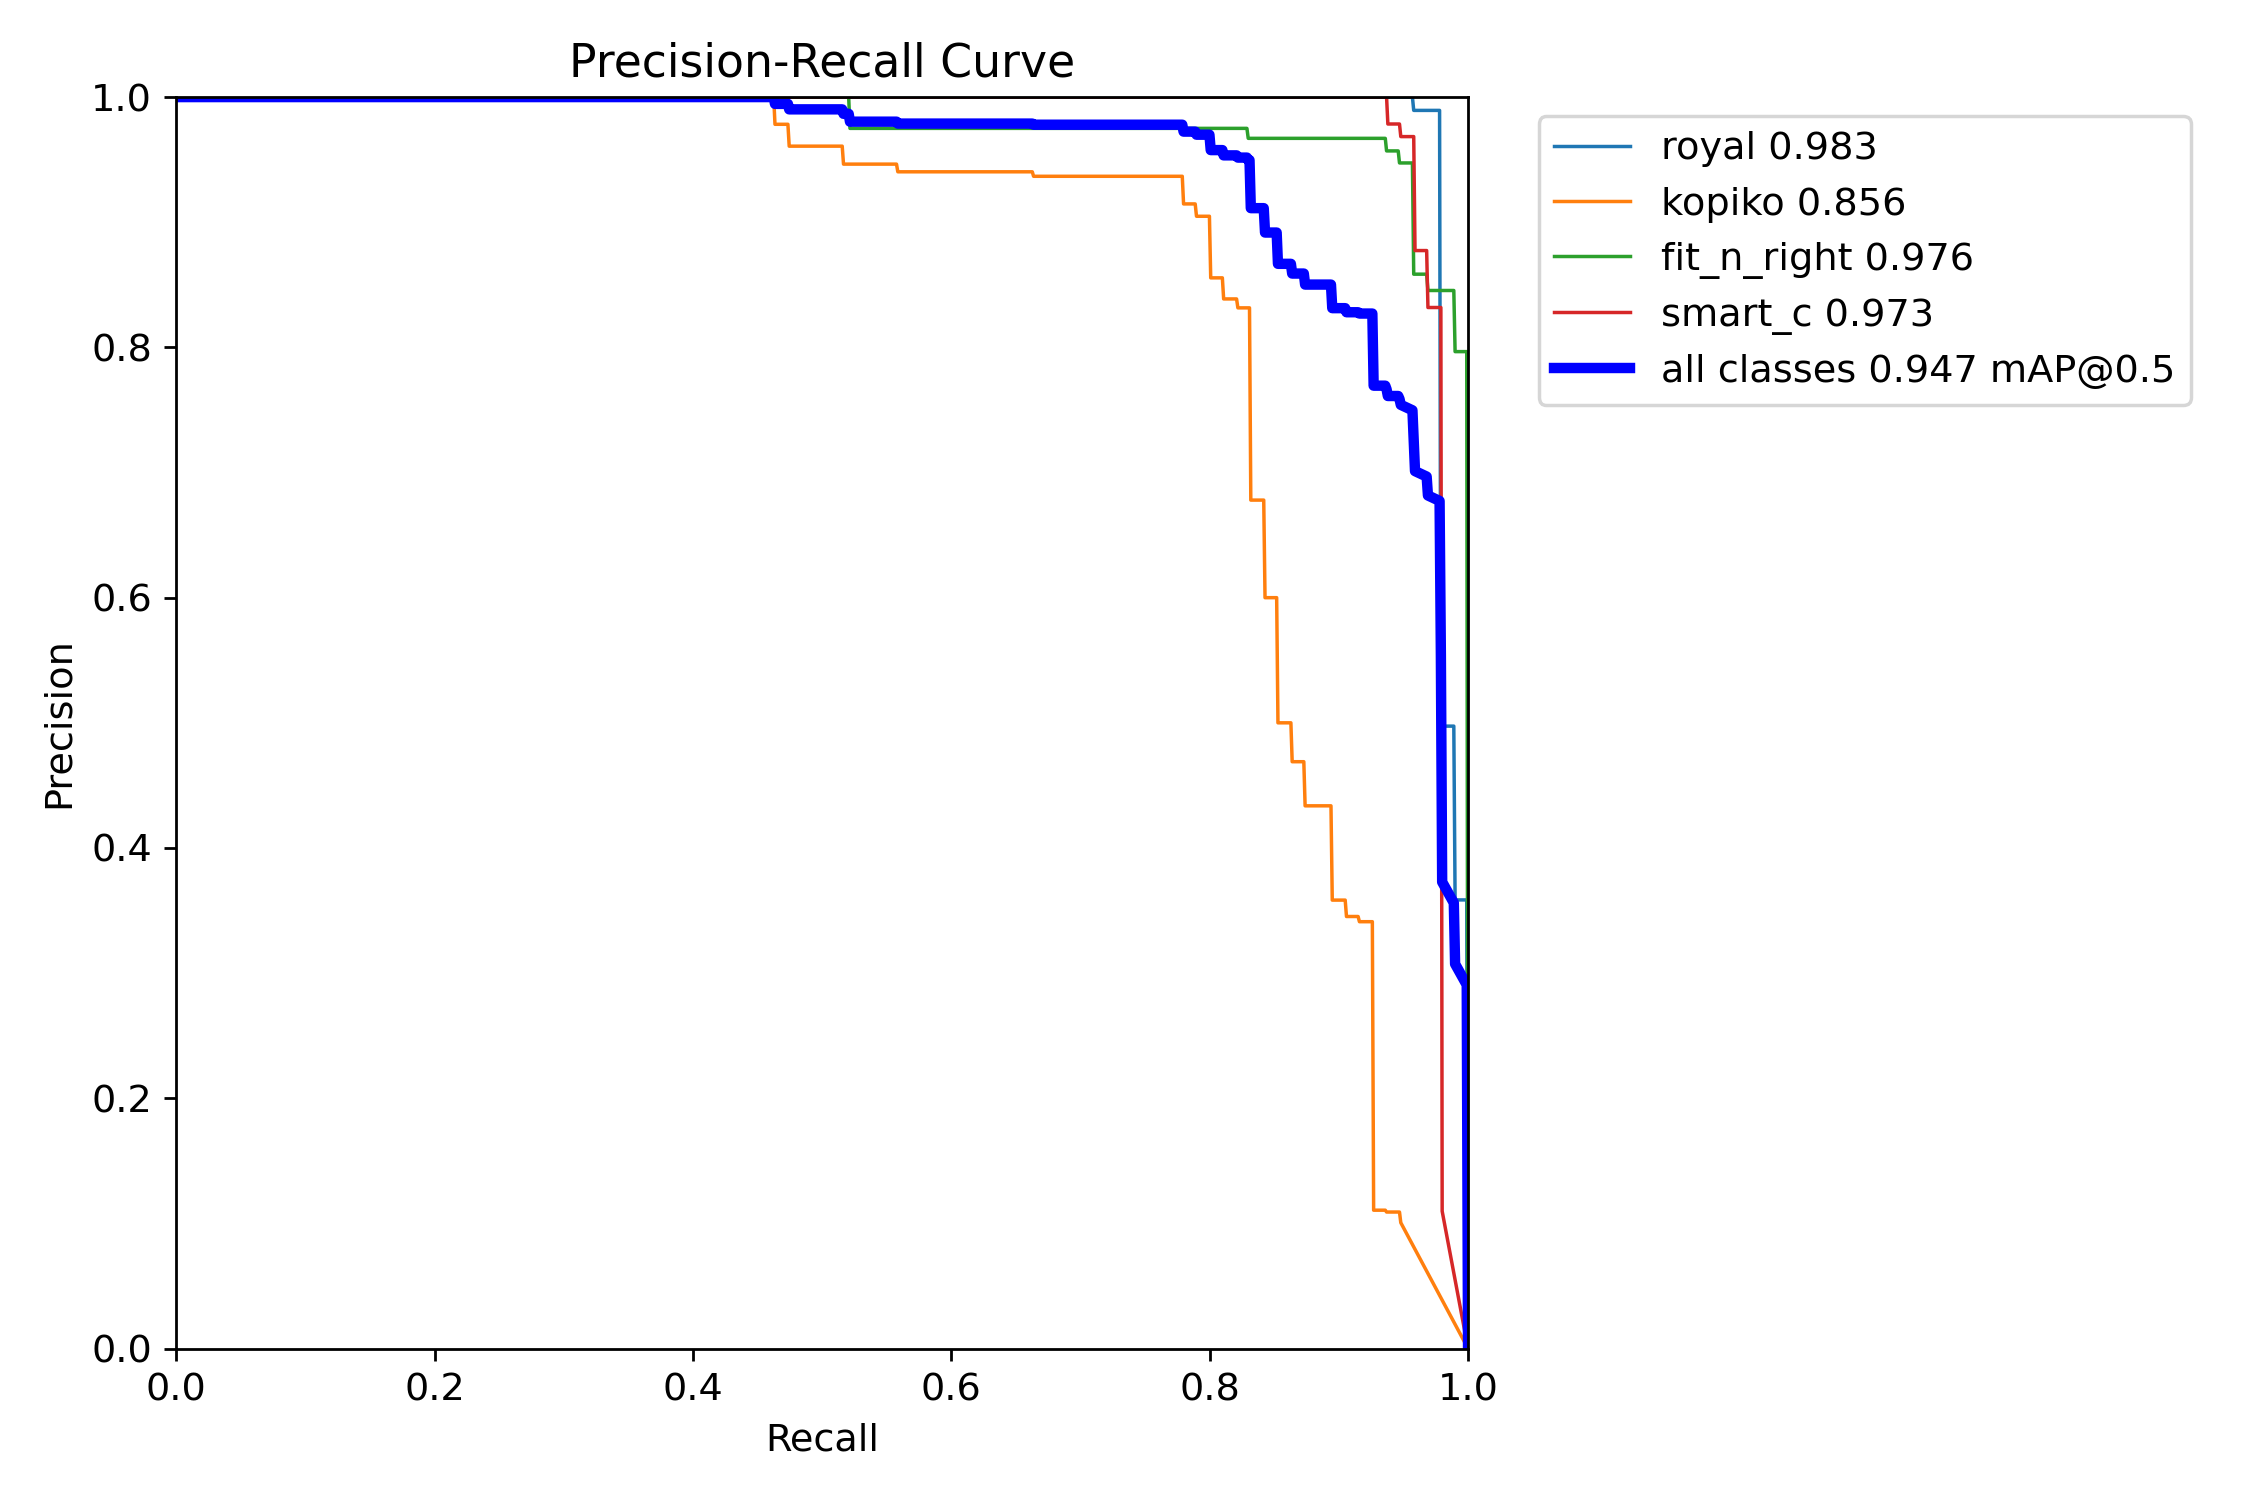 Precision-Recall Curve
1.0
0.8
0.6
0.4
0.2
0.0
Precision
0.0 0.2 0.4 0.6 0.8 1.0
Recall
royal 0.983
kopiko 0.856
fit_n_right 0.976
smart_c 0.973
all classes 0.947 mAP@0.5